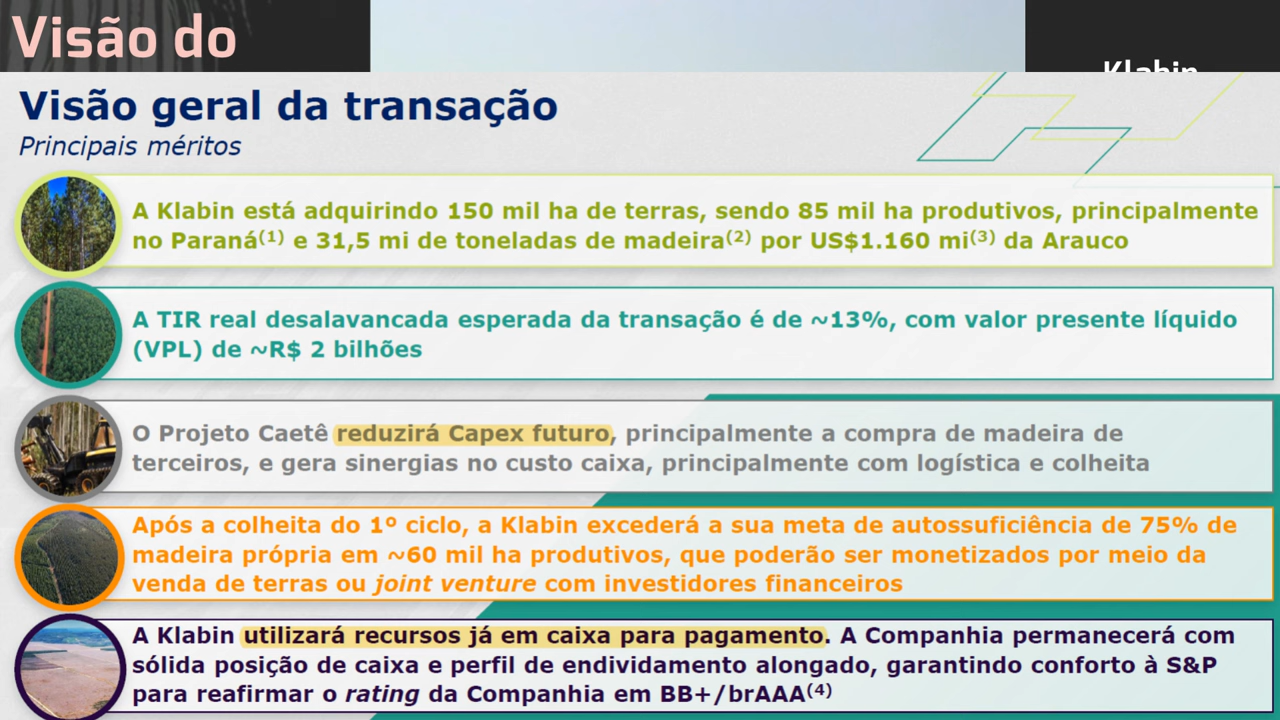 Visão do
Klabin
Visão geral da transação
Principais méritos
A Klabin está adquirindo 150 mil ha de terras, sendo 85 mil ha produtivos, principalmente
no Paraná(1) e 31,5 mi de toneladas de madeira(2) por US$1.160 mi(3) da Arauco
A TIR real desalavancada esperada da transação é de ~13%, com valor presente líquido
(VPL) de ~R$ 2 bilhões
O Projeto Caetê reduzirá Capex futuro, principalmente a compra de madeira de
terceiros, e gera sinergias no custo caixa, principalmente com logística e colheita
Após a colheita do 1º ciclo, a Klabin excederá a sua meta de autossuficiência de 75% de
madeira própria em ~60 mil ha produtivos, que poderão ser monetizados por meio da
venda de terras ou joint venture com investidores financeiros
A Klabin utilizará recursos já em caixa para pagamento. A Companhia permanecerá com
sólida posição de caixa e perfil de endividamento alongado, garantindo conforto à S&P
para reafirmar o rating da Companhia em BB+/brAAA(4)